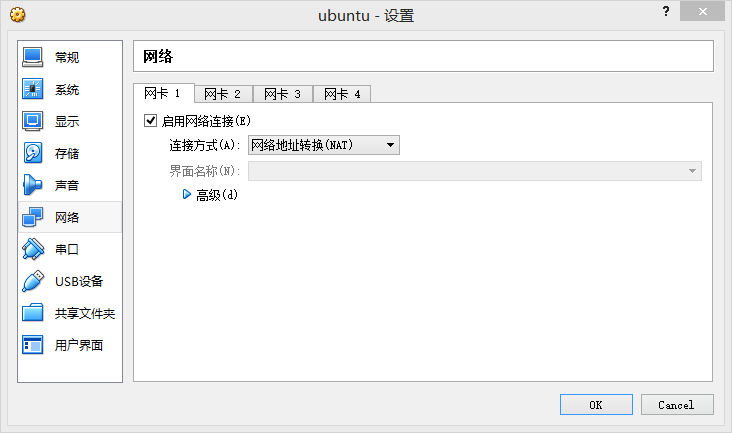 ubuntu - 设置
?
常规
系统
显示
存储
声音
网络
串口
USB设备
共享文件夹
用户界面
网络
网卡 1 网卡 2 网卡 3 网卡 4
启用网络连接(E)
连接方式(A): 网络地址转换(NAT)
界面名称(N):
高级(d)
OK Cancel